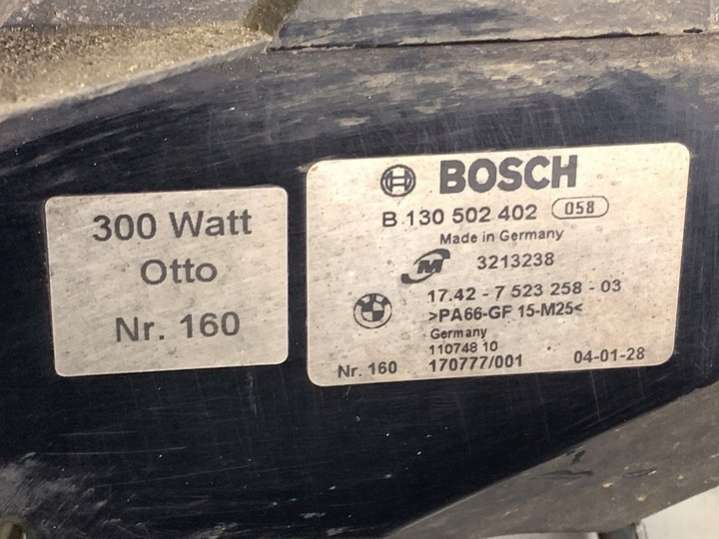 300 Watt
Otto
Nr. 160
BOSCH
B 130 502 402 058
Made in Germany
M 3213238
17.42 - 7 523 258 - 03
>PA66-GF 15-M25<
Germany
110748 10
Nr. 160 170777/001 04-01-28